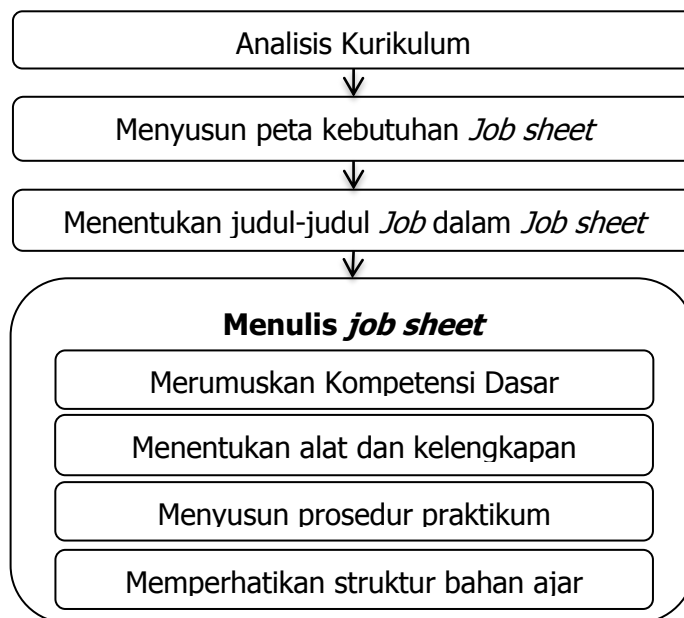 Analisis Kurikulum
Menyusun peta kebutuhan Job sheet
Menentukan judul-judul Job dalam Job sheet
Menulis job sheet
Merumuskan Kompetensi Dasar
Menentukan alat dan kelengkapan
Menyusun prosedur praktikum
Memperhatikan struktur bahan ajar